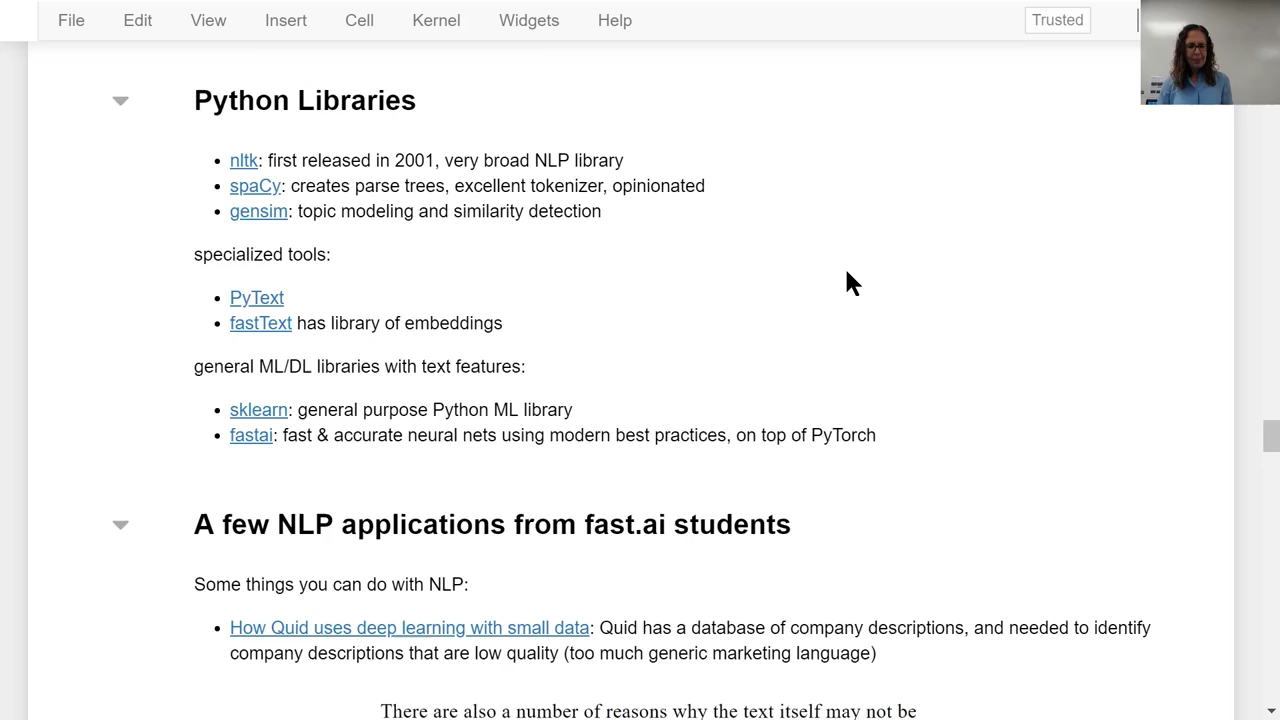 File Edit View Insert Cell Kernel Widgets Help Trusted
Python Libraries
nltk: first released in 2001, very broad NLP library
spaCy: creates parse trees, excellent tokenizer, opinionated
gensim: topic modeling and similarity detection
specialized tools:
PyText
fastText has library of embeddings
general ML/DL libraries with text features:
sklearn: general purpose Python ML library
fastai: fast & accurate neural nets using modern best practices, on top of PyTorch
A few NLP applications from fast.ai students
Some things you can do with NLP:
How Quid uses deep learning with small data: Quid has a database of company descriptions, and needed to identify
company descriptions that are low quality (too much generic marketing language)
There are also a number of reasons why the text itself may not be